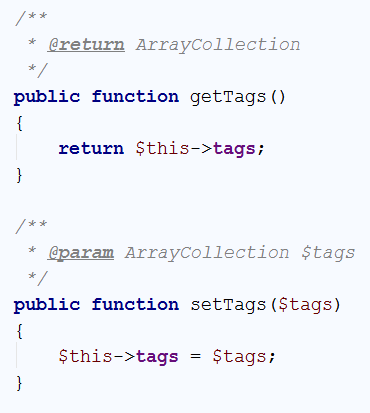 /**
 * @return ArrayCollection
 */
public function getTags()
{
    return $this->tags;
}

/**
 * @param ArrayCollection $tags
 */
public function setTags($tags)
{
    $this->tags = $tags;
}